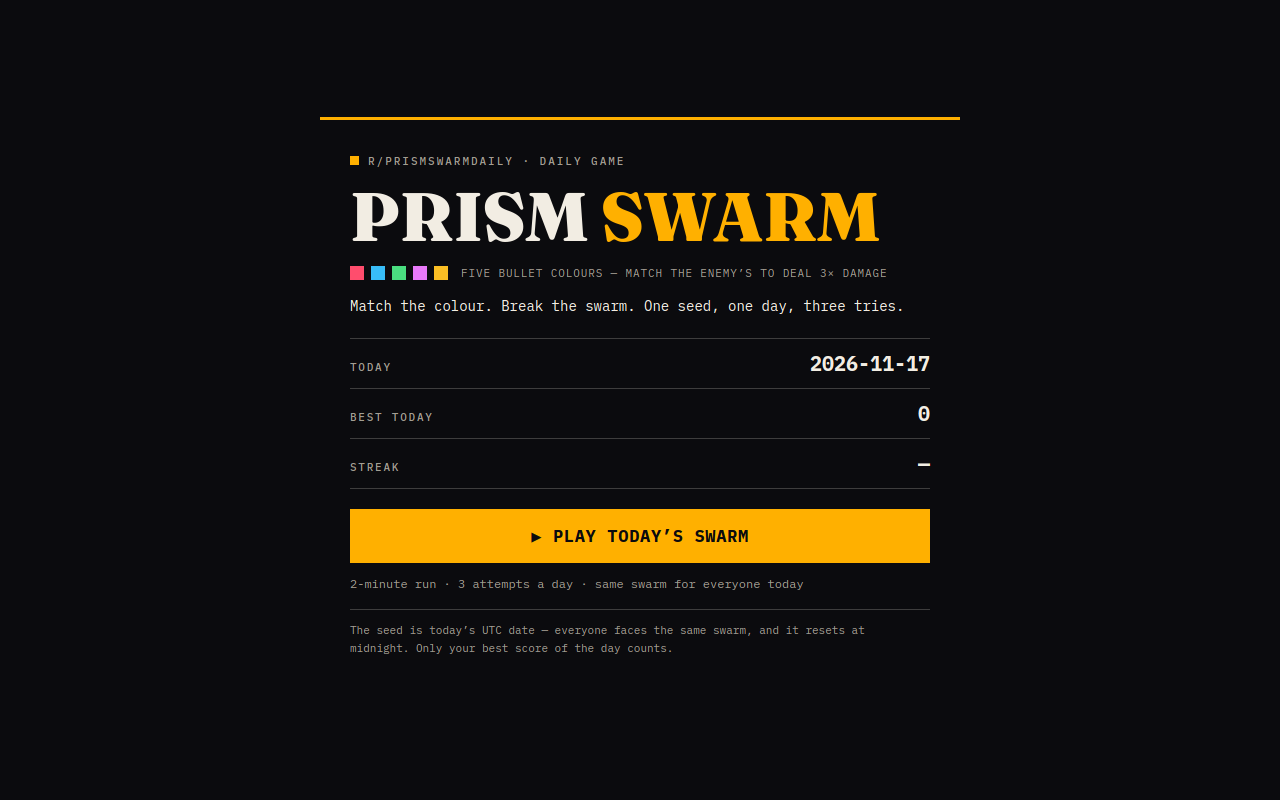 R/PRISMSWARMDAILY · DAILY GAME
PRISM SWARM
FIVE BULLET COLOURS — MATCH THE ENEMY’S TO DEAL 3× DAMAGE
Match the colour. Break the swarm. One seed, one day, three tries.
TODAY 2026-11-17
BEST TODAY 0
STREAK —
▶ PLAY TODAY’S SWARM
2-minute run · 3 attempts a day · same swarm for everyone today
The seed is today’s UTC date — everyone faces the same swarm, and it resets at
midnight. Only your best score of the day counts.